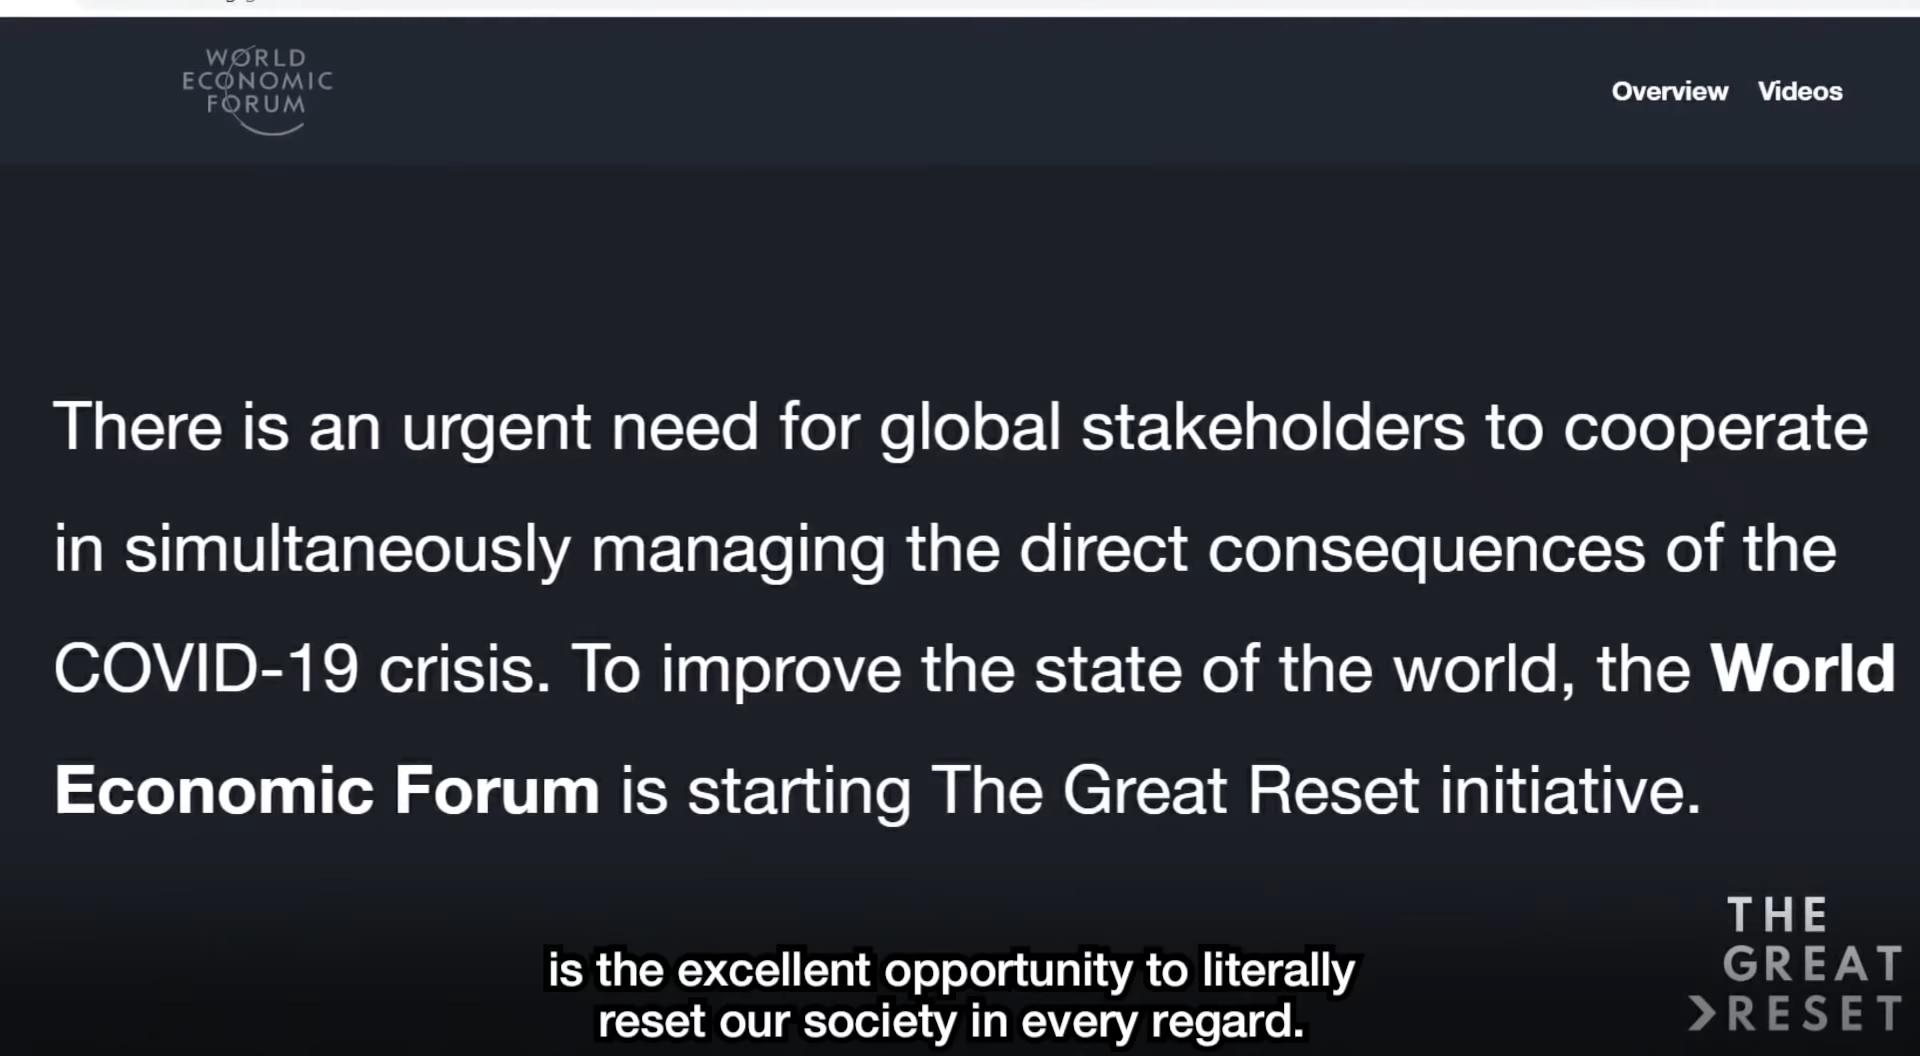 WORLD
ECONOMIC
FORUM
Overview Videos
There is an urgent need for global stakeholders to cooperate
in simultaneously managing the direct consequences of the
COVID-19 crisis. To improve the state of the world, the World
Economic Forum is starting The Great Reset initiative.
THE
GREAT
RESET
is the excellent opportunity to literally
reset our society in every regard.